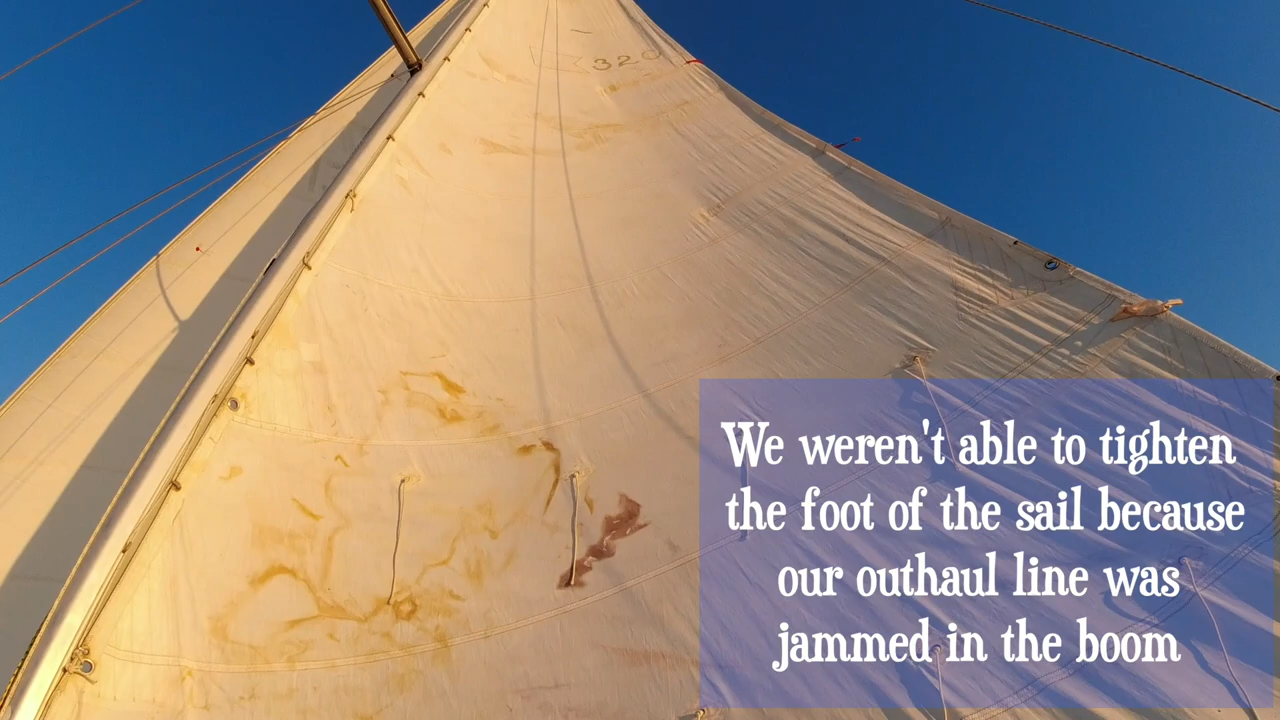 320
We weren't able to tighten
the foot of the sail because
our outhaul line was
jammed in the boom